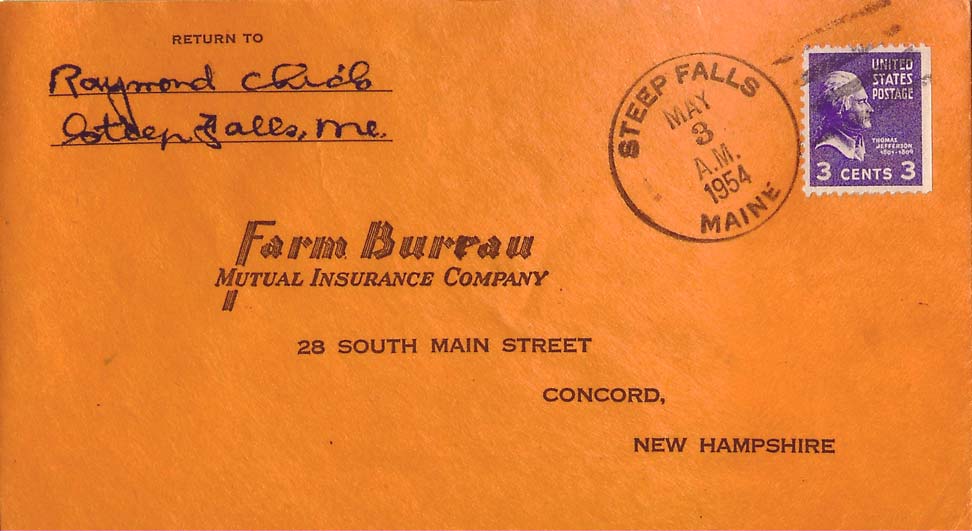 RETURN TO
Raymond
Steep Falls, Me.
STEEP FALLS
MAY
3
A.M.
1954
MAINE
UNITED
STATES
POSTAGE
THOMAS
JEFFERSON
1801-1809
3 CENTS 3
Farm Bureau
MUTUAL INSURANCE COMPANY
28 SOUTH MAIN STREET
CONCORD,
NEW HAMPSHIRE